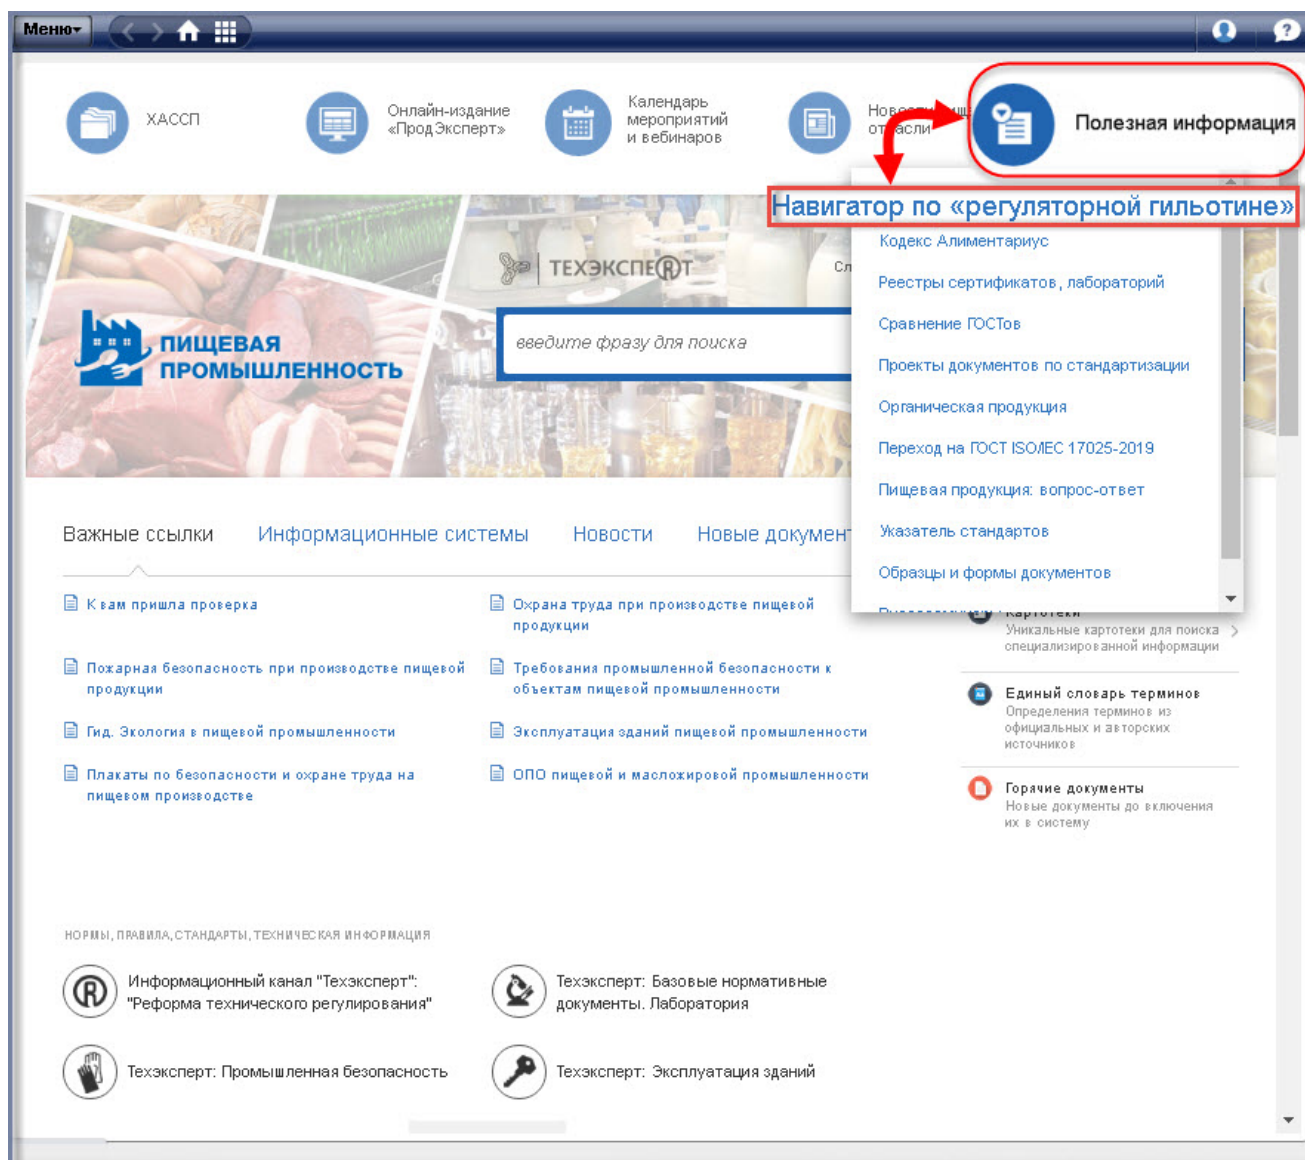 Меню
ХАССП
Онлайн-издание
«ПродЭксперт»
Календарь
мероприятий
и вебинаров
отрасли
Полезная информация
Навигатор по «регуляторной гильотине»
Кодекс Алиментариус
Реестры сертификатов, лабораторий
Сравнение ГОСТов
Проекты документов по стандартизации
Органическая продукция
Переход на ГОСТ ISO/IEC 17025-2019
Пищевая продукция: вопрос-ответ
Указатель стандартов
Образцы и формы документов
ТЕХЭКСПЕRТ
ПИЩЕВАЯ
ПРОМЫШЛЕННОСТЬ
введите фразу для поиска
Важные ссылки Информационные системы Новости Новые
К вам пришла проверка
Пожарная безопасность при производстве пищевой
продукции
Гид. Экология в пищевой промышленности
Плакаты по безопасности и охране труда на
пищевом производстве
Охрана труда при производстве пищевой
продукции
Требования промышленной безопасности к
объектам пищевой промышленности
Эксплуатация зданий пищевой промышленности
ОПО пищевой и масложировой промышленности
Картотеки
Уникальные картотеки для поиска
специализированной информации
Единый словарь терминов
Определения терминов из
официальных и авторских
источников
Горячие документы
Новые документы до включения
их в систему
НОРМЫ, ПРАВИЛА, СТАНДАРТЫ, ТЕХНИЧЕСКАЯ ИНФОРМАЦИЯ
Информационный канал "Техэксперт":
"Реформа технического регулирования"
Техэксперт: Базовые нормативные
документы. Лаборатория
Техэксперт: Промышленная безопасность
Техэксперт: Эксплуатация зданий